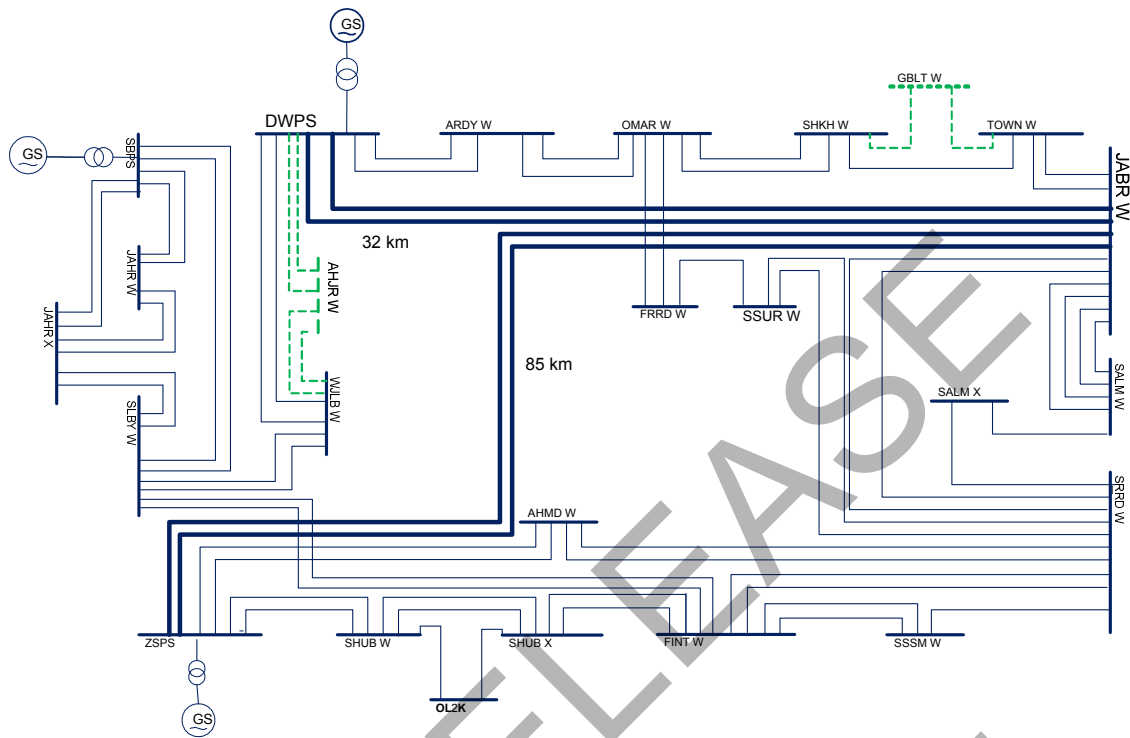 GS
GBLT W
DWPS
ARDY W
OMAR W
SHKH W
TOWN W
GS
SBPS
JABR W
32 km
JAHR W
AHJR W
JAHR X
FRRD W
SSUR W
85 km
WJLB W
SALM X
SALM W
SLBY W
SRRD W
AHMD W
ZSPS
SHUB W
SHUB X
FINT W
SSSM W
OL2K
GS
ELEASE